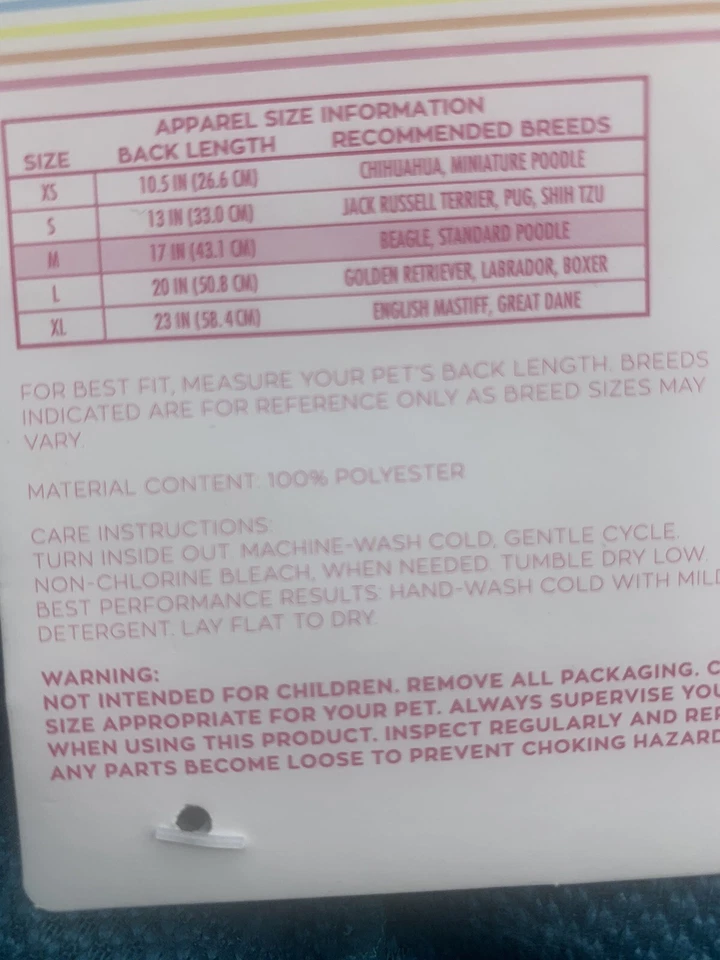 APPAREL SIZE INFORMATION
SIZE BACK LENGTH RECOMMENDED BREEDS
XS 10.5 IN (26.6 CM) CHIHUAHUA, MINIATURE POODLE
S 13 IN (33.0 CM) JACK RUSSELL TERRIER, PUG, SHIH TZU
M 17 IN (43.1 CM) BEAGLE, STANDARD POODLE
L 20 IN (50.8 CM) GOLDEN RETRIEVER, LABRADOR, BOXER
XL 23 IN (58.4CM) ENGLISH MASTIFF, GREAT DANE
FOR BEST FIT, MEASURE YOUR PET'S BACK LENGTH. BREEDS
INDICATED ARE FOR REFERENCE ONLY AS BREED SIZES MAY
VARY.
MATERIAL CONTENT: 100% POLYESTER
CARE INSTRUCTIONS:
TURN INSIDE OUT. MACHINE-WASH COLD, GENTLE CYCLE.
NON-CHLORINE BLEACH, WHEN NEEDED. TUMBLE DRY LOW.
BEST PERFORMANCE RESULTS: HAND-WASH COLD WITH MILD
DETERGENT. LAY FLAT TO DRY.
WARNING:
NOT INTENDED FOR CHILDREN. REMOVE ALL PACKAGING.
SIZE APPROPRIATE FOR YOUR PET. ALWAYS SUPERVISE
WHEN USING THIS PRODUCT. INSPECT REGULARLY AND
ANY PARTS BECOME LOOSE TO PREVENT CHOKING HAZARD